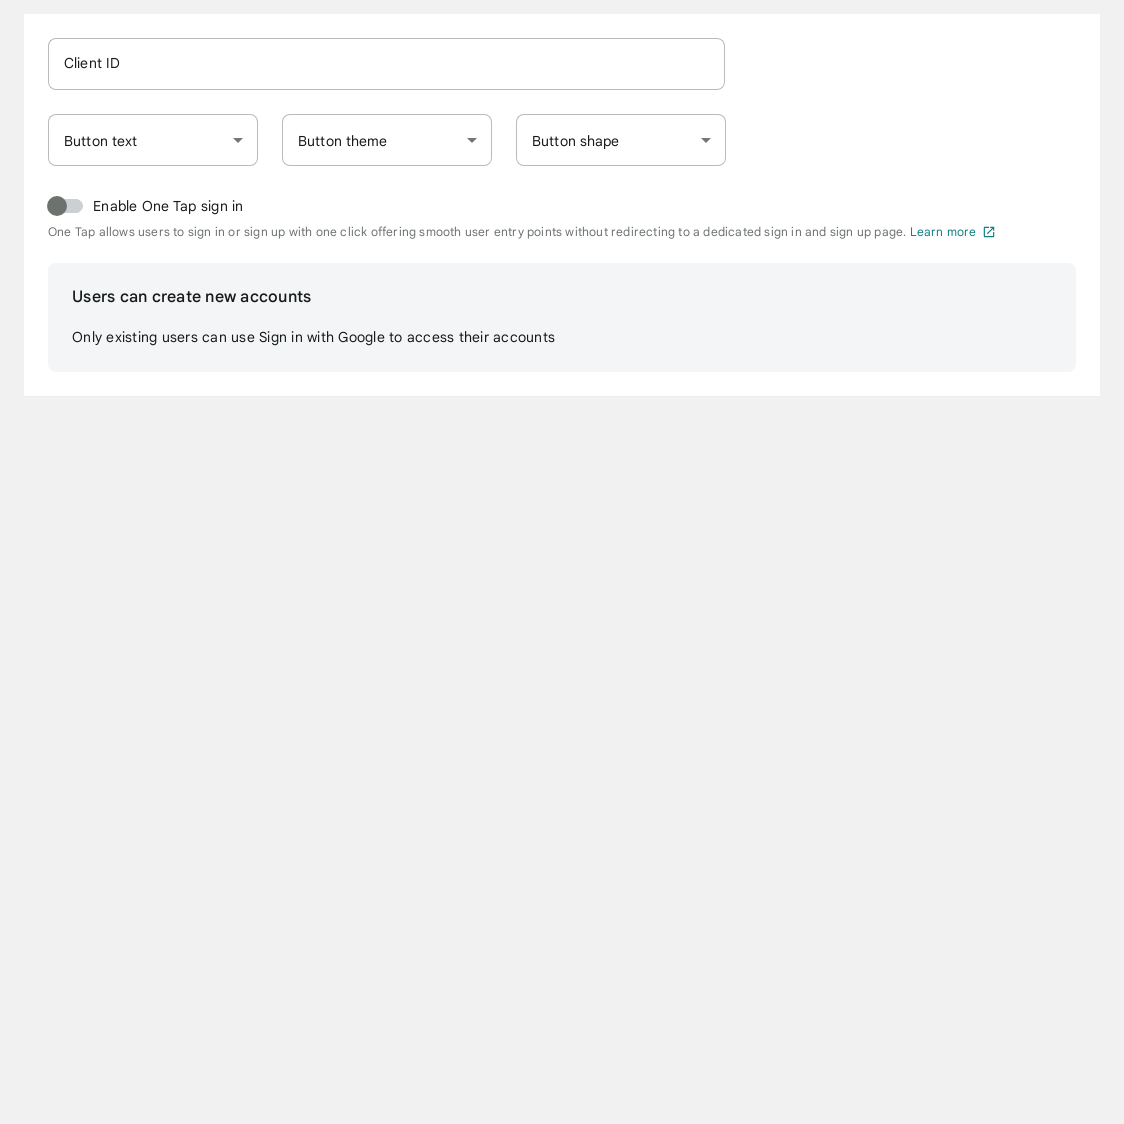 Client ID
Button text
Button theme
Button shape
Enable One Tap sign in
One Tap allows users to sign in or sign up with one click offering smooth user entry points without redirecting to a dedicated sign in and sign up page. Learn more
Users can create new accounts
Only existing users can use Sign in with Google to access their accounts